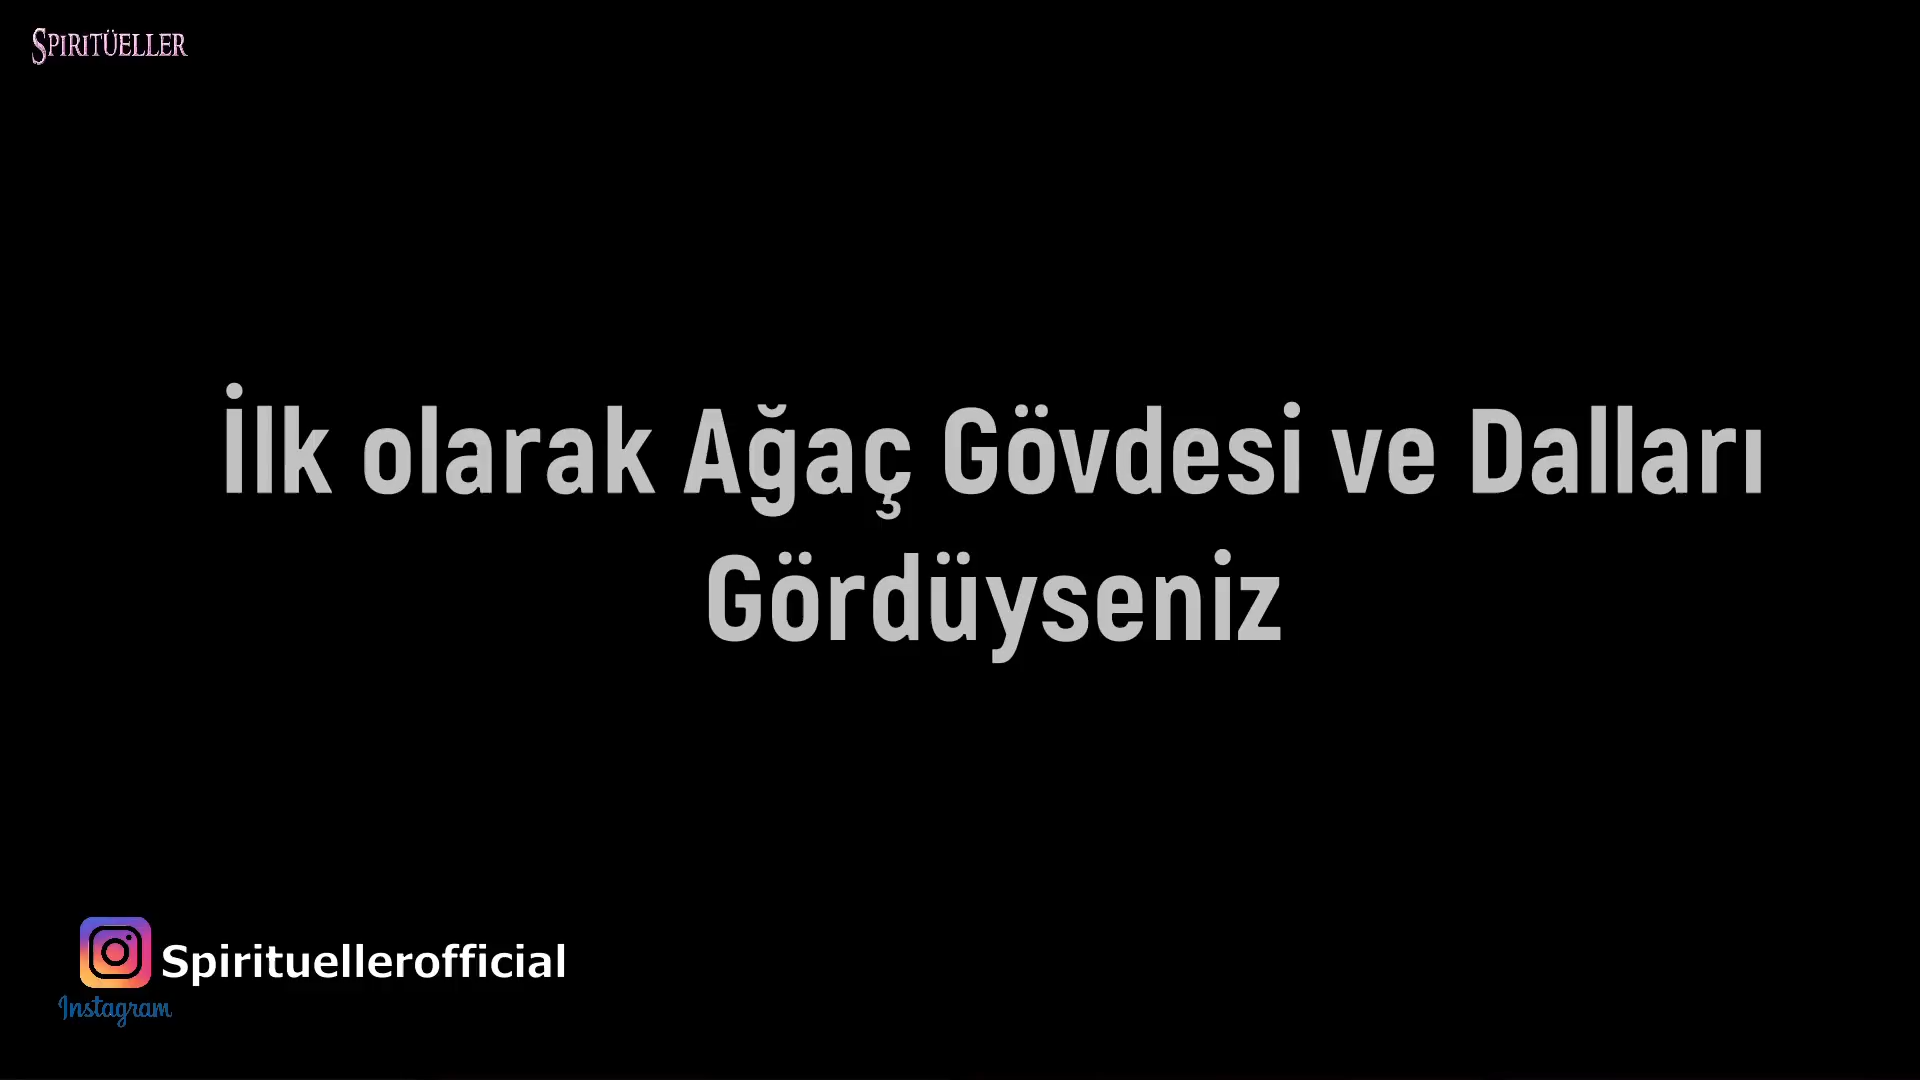 SPIRITÜELLER
İlk olarak Ağaç Gövdesi ve Dalları
Gördüyseniz
Spirituellerofficial
Instagram